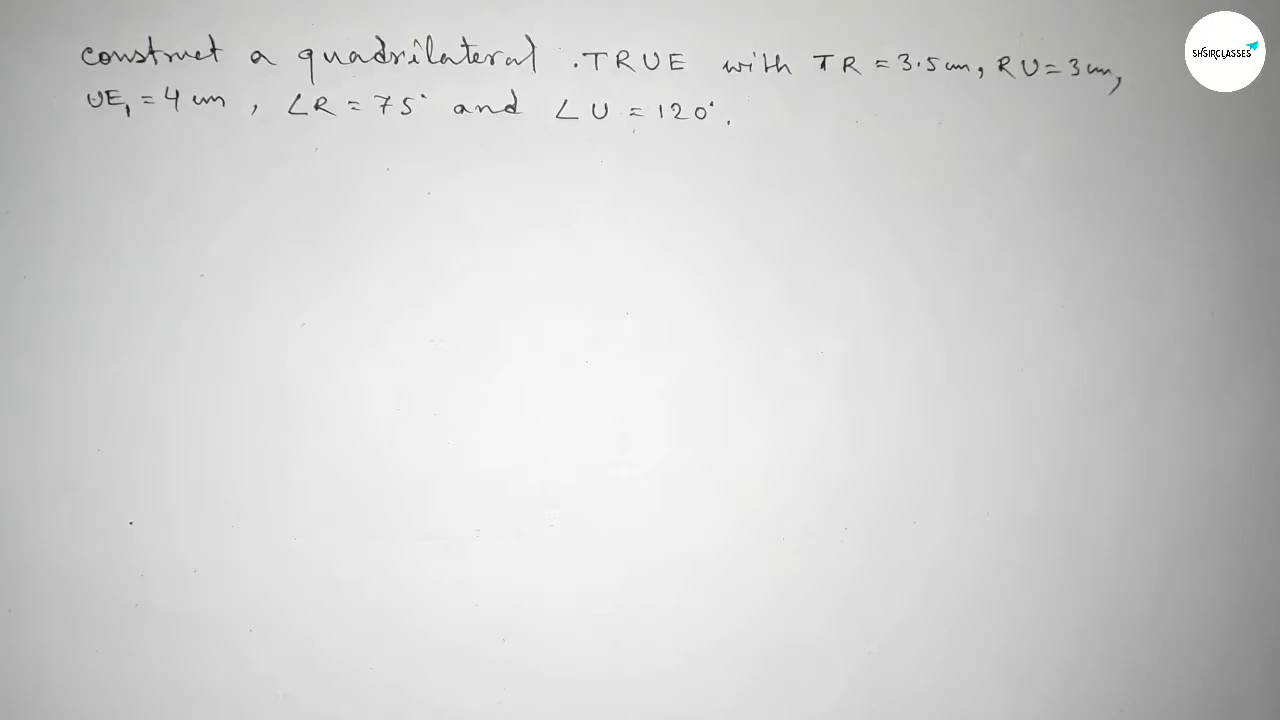 construct a quadrilateral . TRUE with TR = 3.5 cm, RU = 3 cm,
UE, = 4 cm , ∠R = 75° and ∠U = 120°.
SHSIRCLASSES